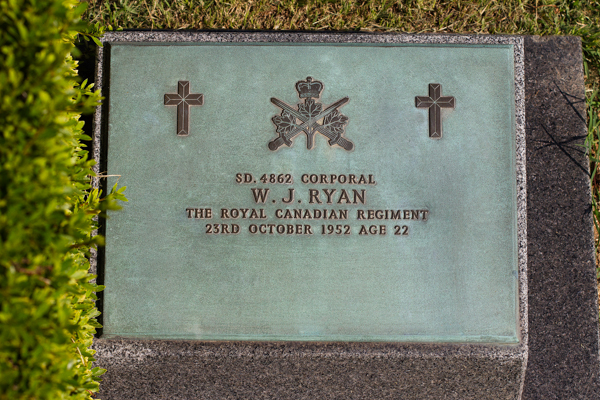 SD. 4862 CORPORAL
W. J. RYAN
THE ROYAL CANADIAN REGIMENT
23RD OCTOBER 1952 AGE 22